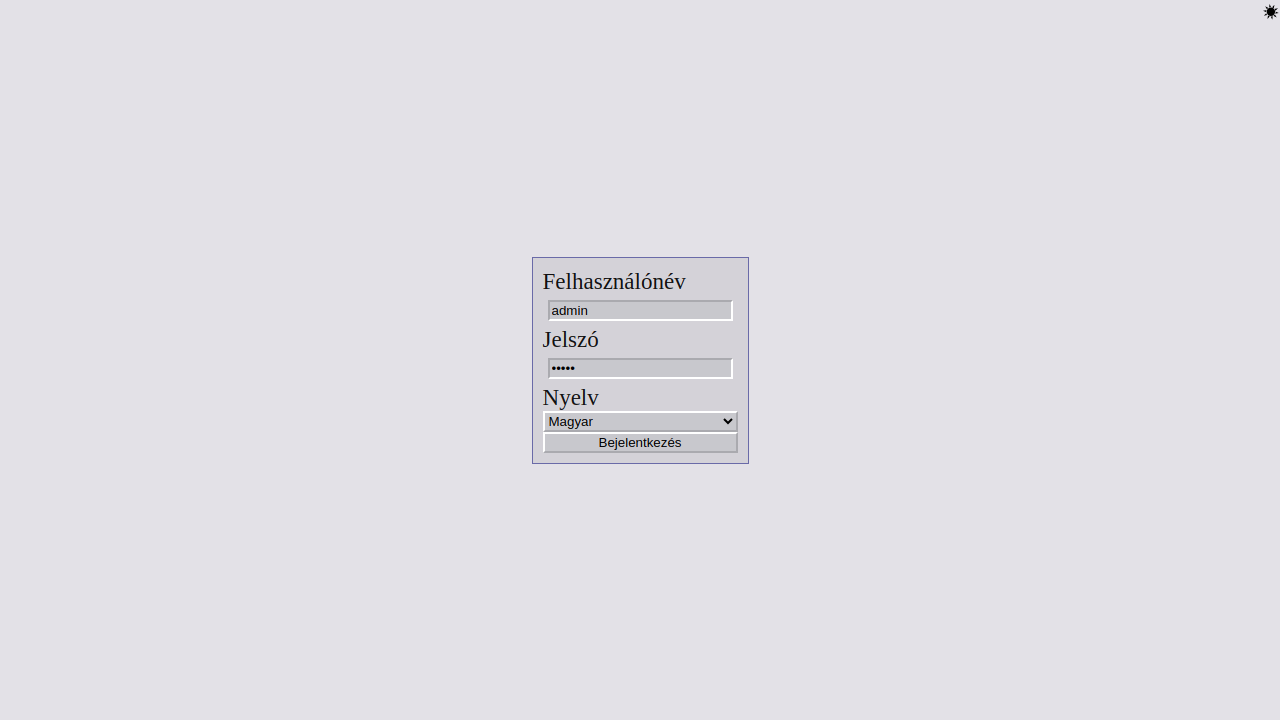 Felhasználónév
admin
Jelszó
•••••
Nyelv
Magyar
Bejelentkezés